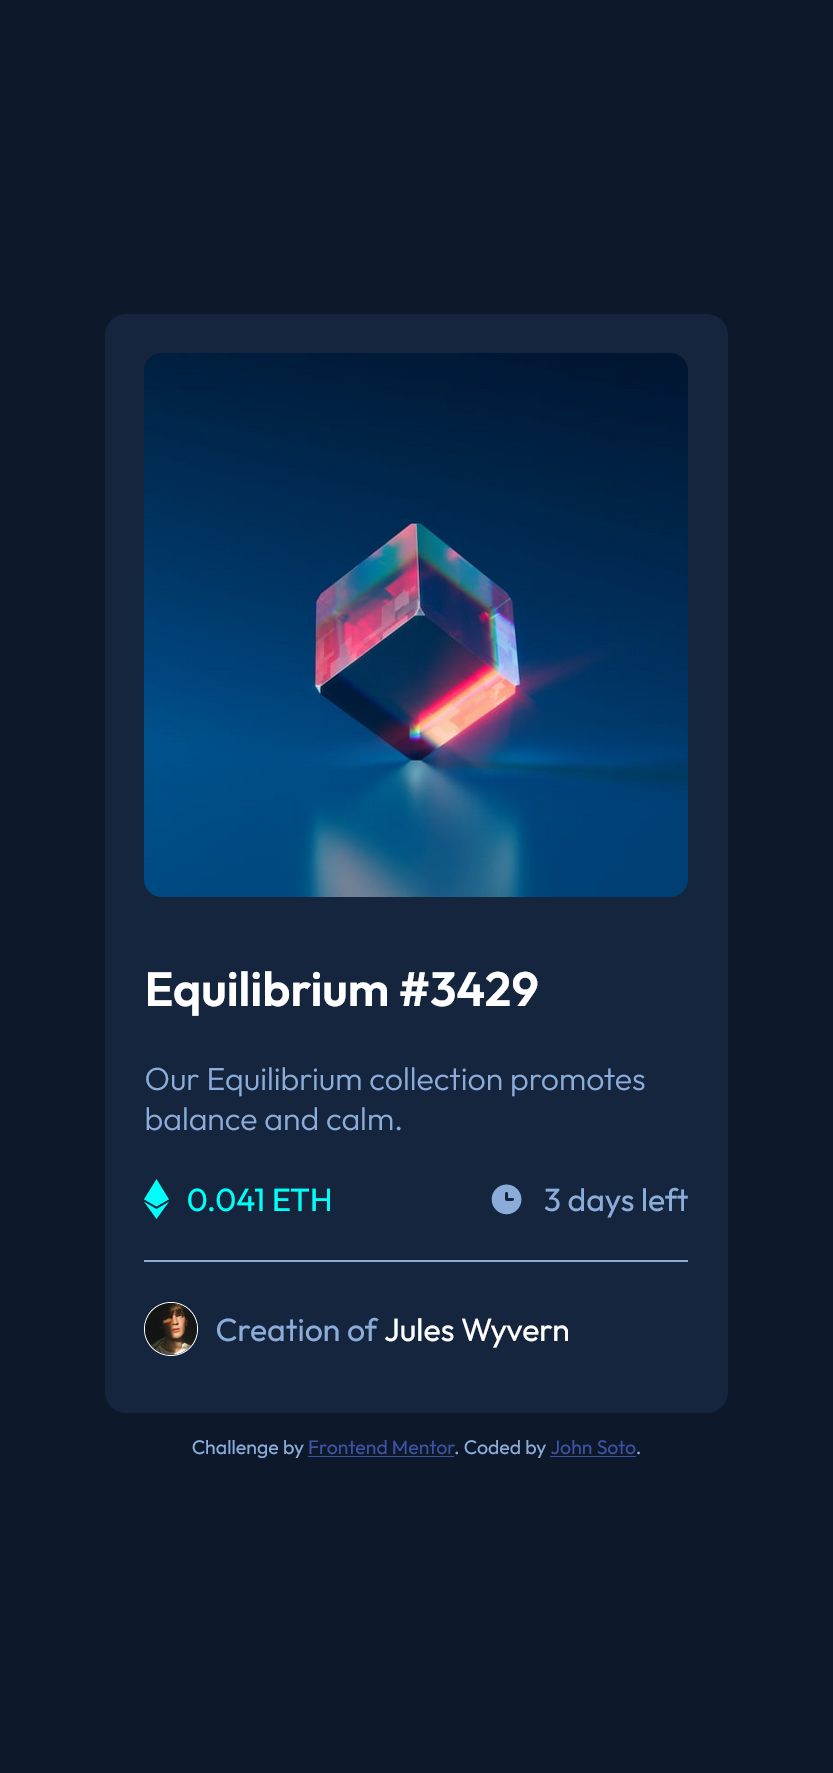 Equilibrium #3429
Our Equilibrium collection promotes
balance and calm.
0.041 ETH
3 days left
Creation of Jules Wyvern
Challenge by Frontend Mentor. Coded by John Soto.